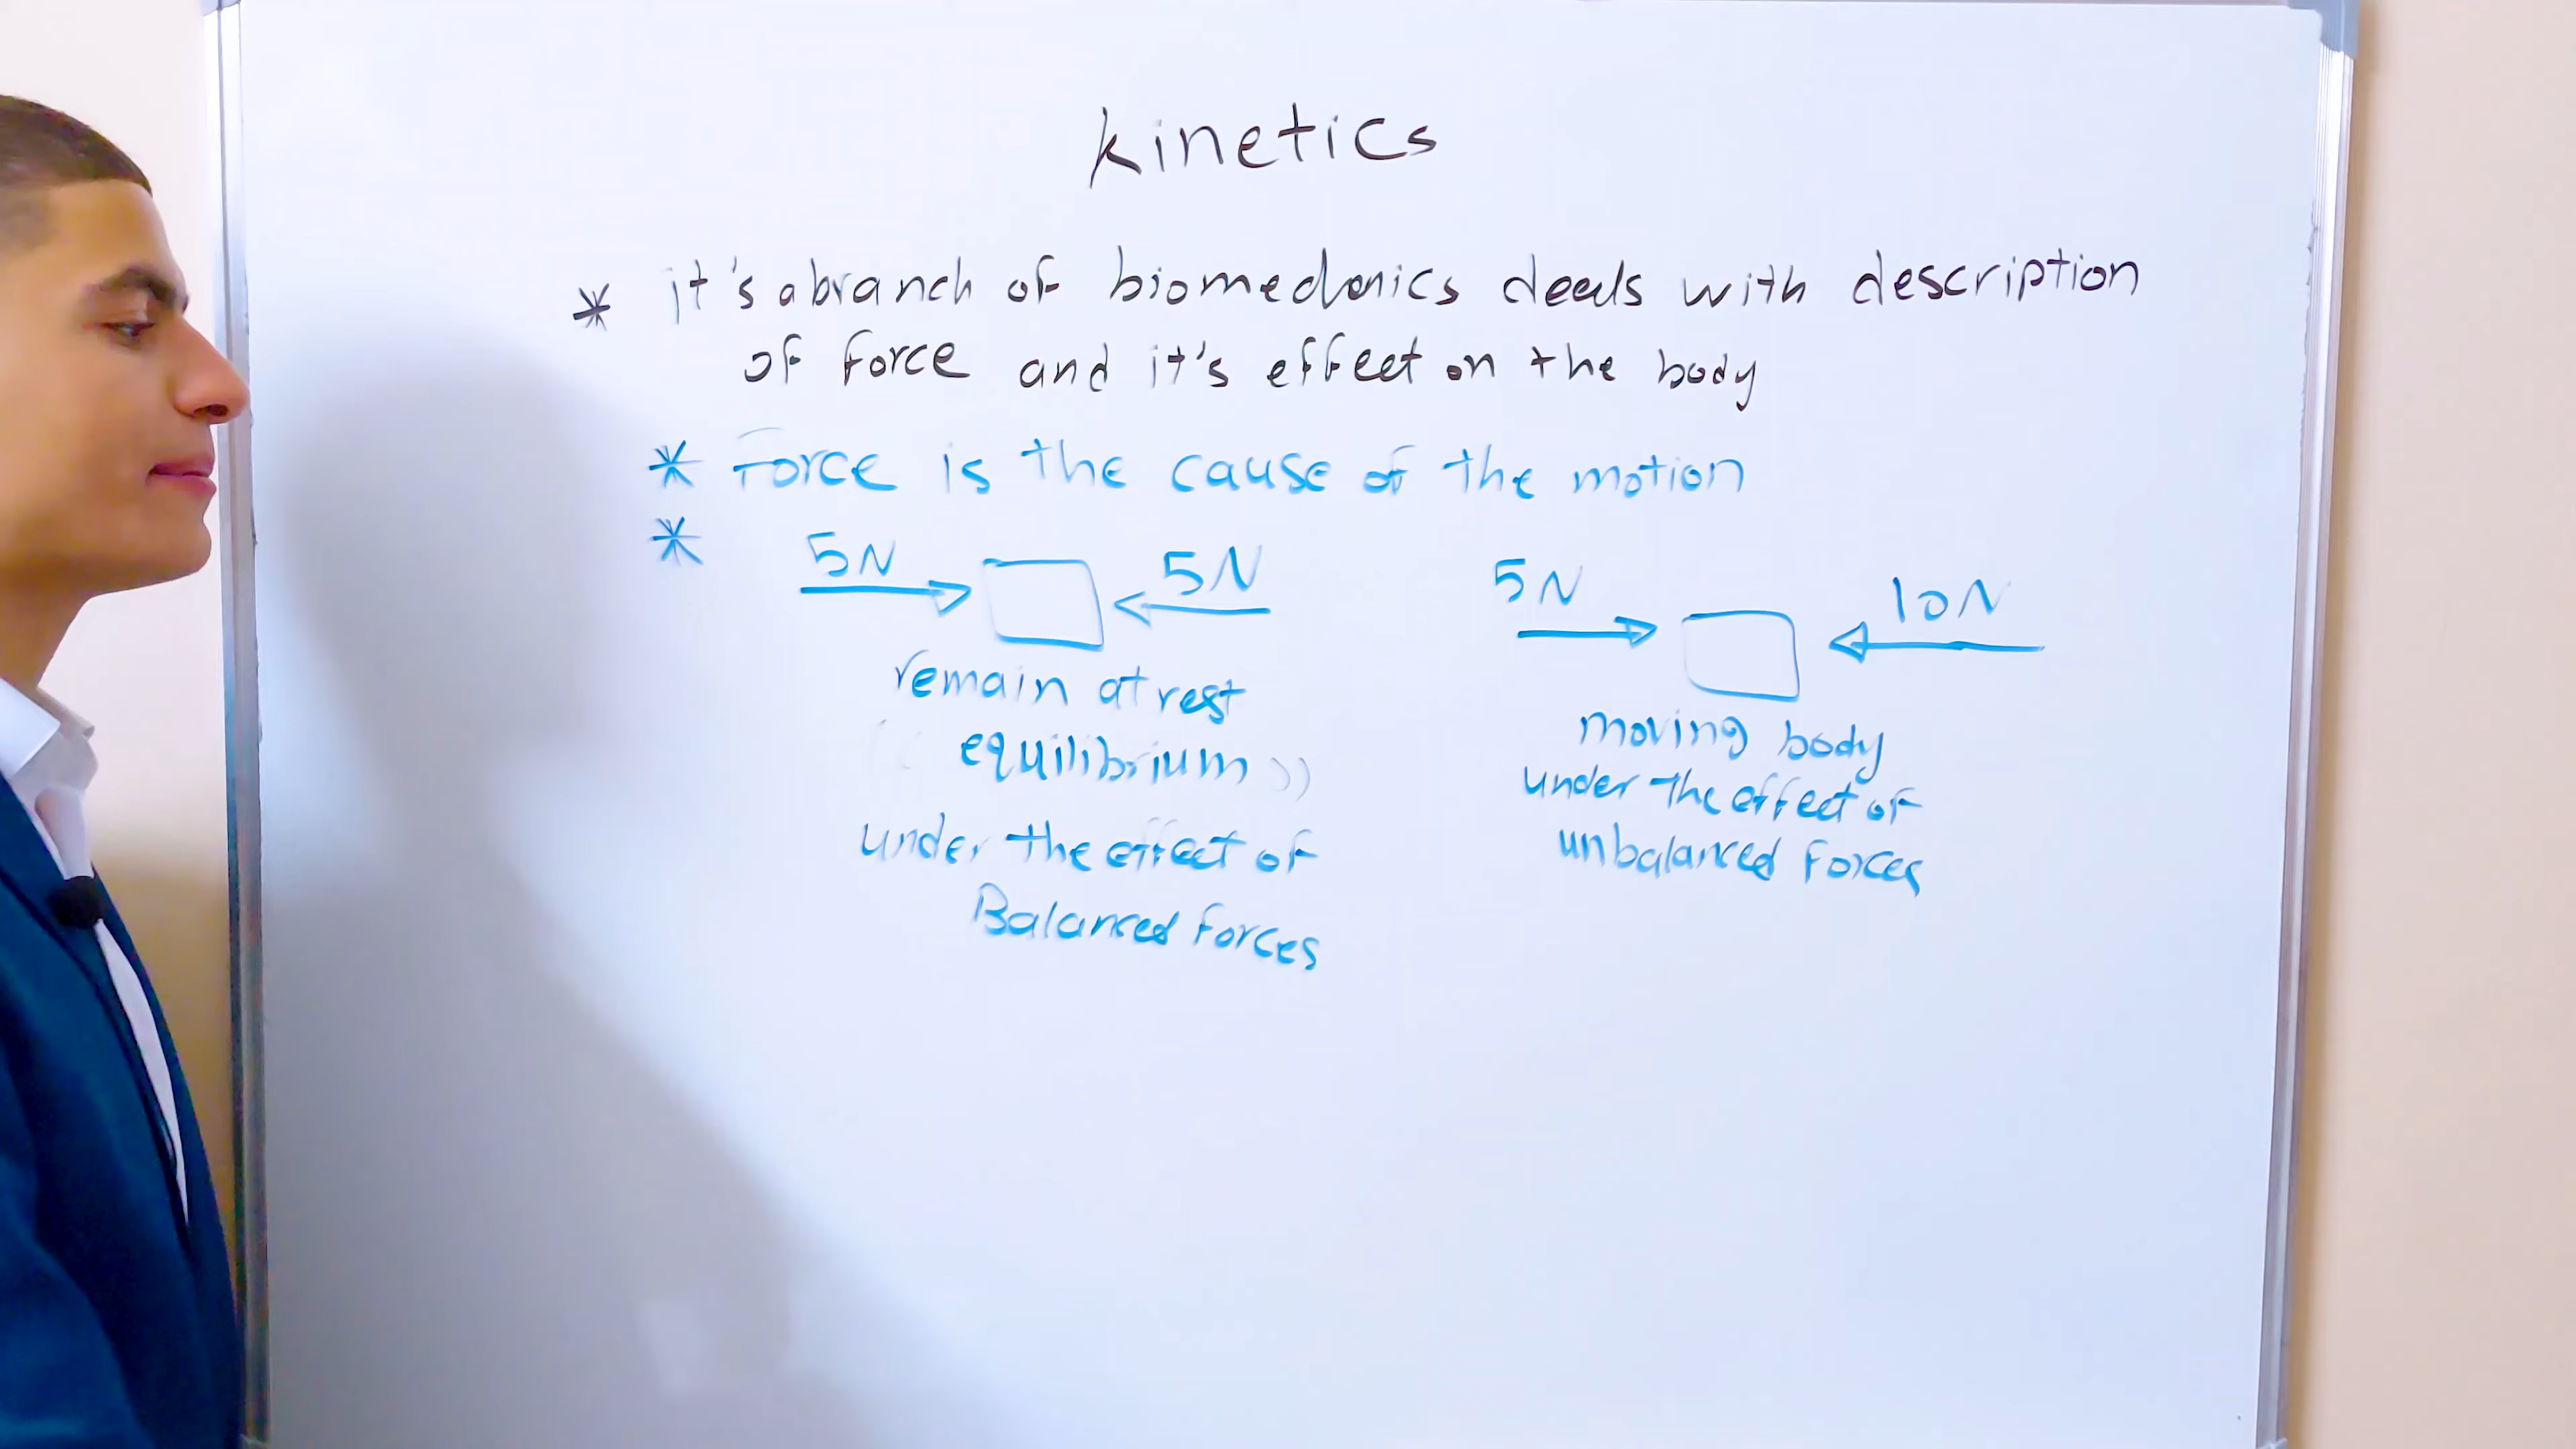 kinetics
* it's a branch of biomechanics deals with description
of force and it's effect on the body
* Force is the cause of the motion
*
5N 5N
remain at rest
equilibrium ))
under the effect of
Balanced forces
5N 10N
moving body
under the effect of
unbalanced forces